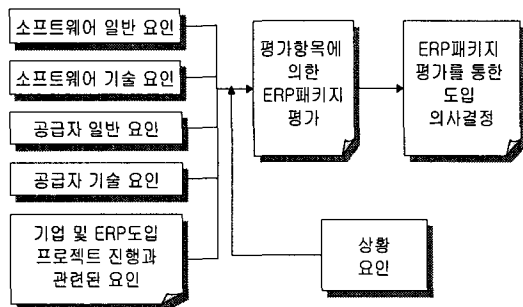 소프트웨어 일반 요인
소프트웨어 기술 요인
공급자 일반 요인
공급자 기술 요인
기업 및 ERP도입
프로젝트 진행과
관련된 요인
평가항목에
의한
ERP패키지
평가
ERP패키지
평가를 통한
도입
의사결정
상황
요인